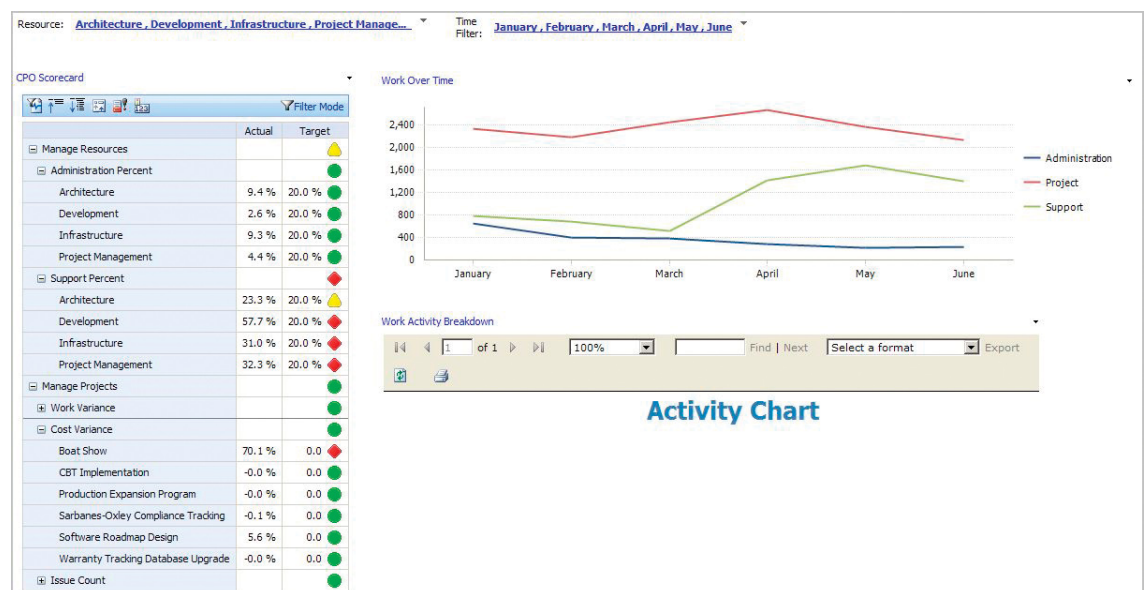 Resource: Architecture , Development , Infrastructure , Project Manage... Time Filter: January , February , March , April , May , June
CPO Scorecard
Filter Mode
Actual Target
Manage Resources
Administration Percent
Architecture 9.4 % 20.0 %
Development 2.6 % 20.0 %
Infrastructure 9.3 % 20.0 %
Project Management 4.4 % 20.0 %
Support Percent
Architecture 23.3 % 20.0 %
Development 57.7 % 20.0 %
Infrastructure 31.0 % 20.0 %
Project Management 32.3 % 20.0 %
Manage Projects
Work Variance
Cost Variance
Boat Show 70.1 % 0.0
CBT Implementation -0.0 % 0.0
Production Expansion Program -0.0 % 0.0
Sarbanes-Oxley Compliance Tracking -0.1 % 0.0
Software Roadmap Design 5.6 % 0.0
Warranty Tracking Database Upgrade -0.0 % 0.0
Issue Count
Work Over Time
2,400
2,000
1,600
1,200
800
400
0
January February March April May June
Administration
Project
Support
Work Activity Breakdown
1 of 1 100% Find | Next Select a format Export
Activity Chart